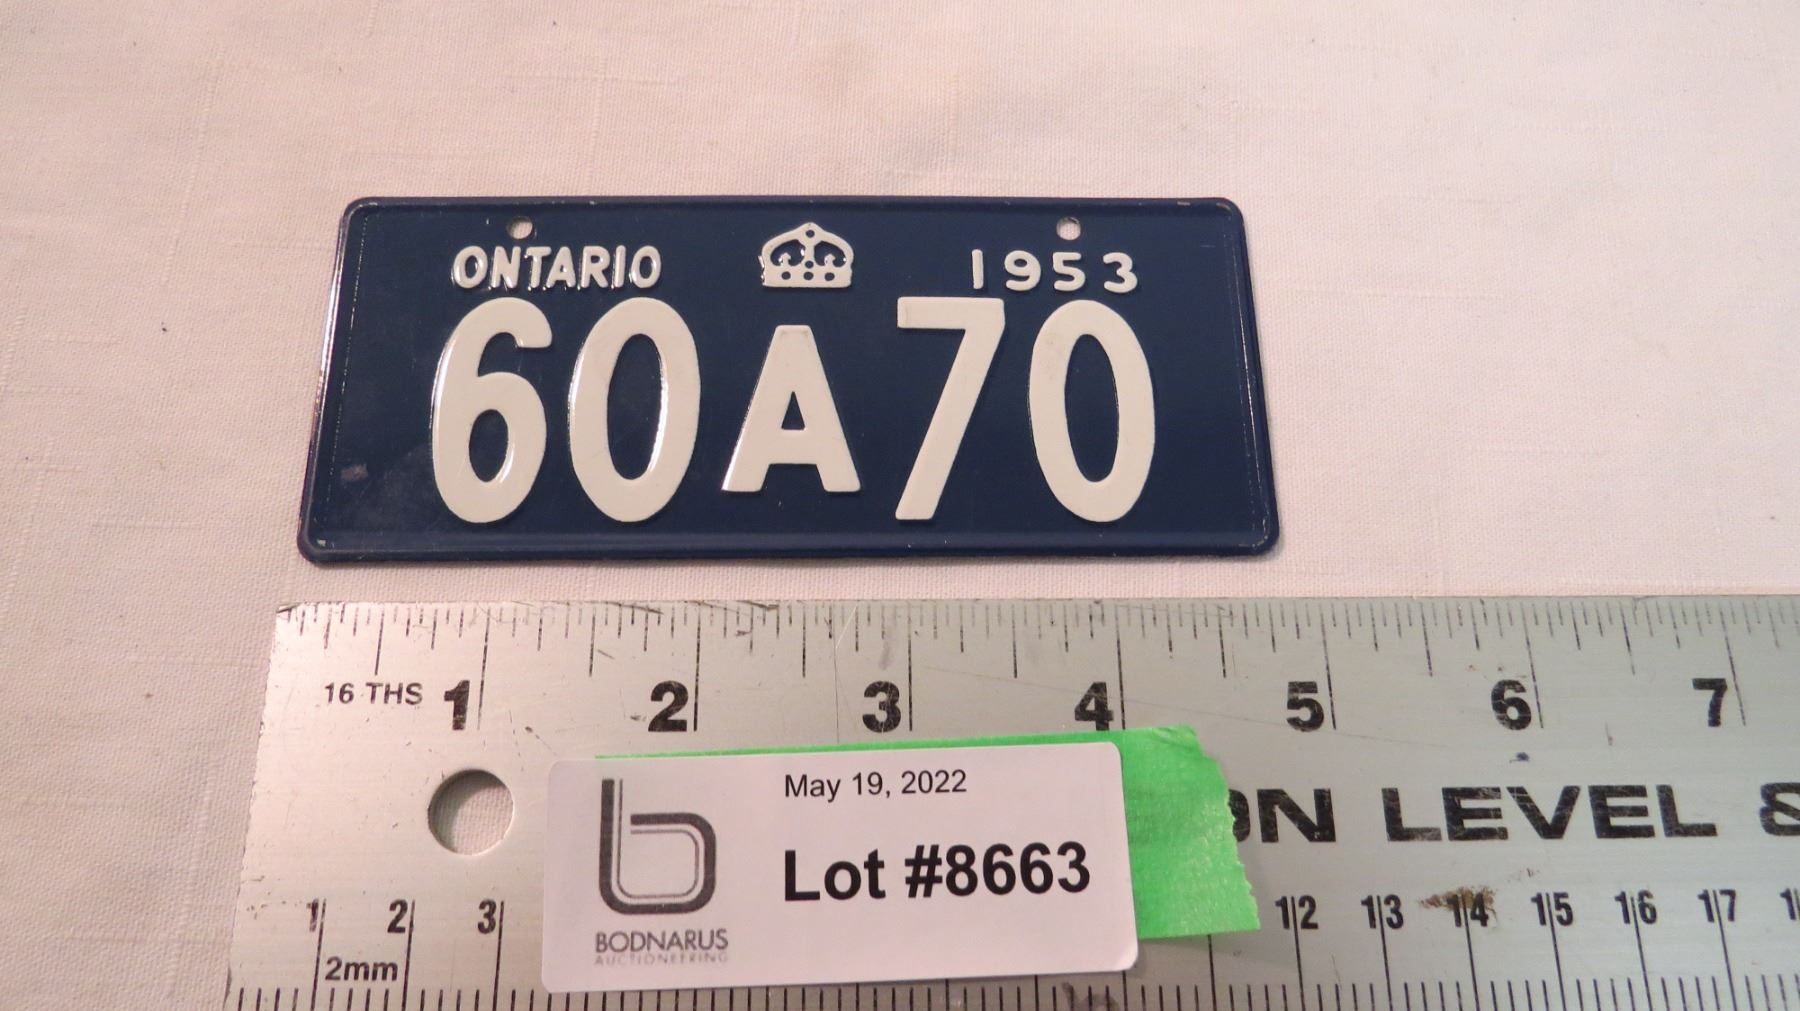 ONTARIO 1953
60A70
16 THS 1 2 3 4 5 6 7
May 19, 2022
Lot #8663
BODNARUS
AUCTIONEERING
ON LEVEL &
1 2 3 12 13 14 15 16 17
2mm